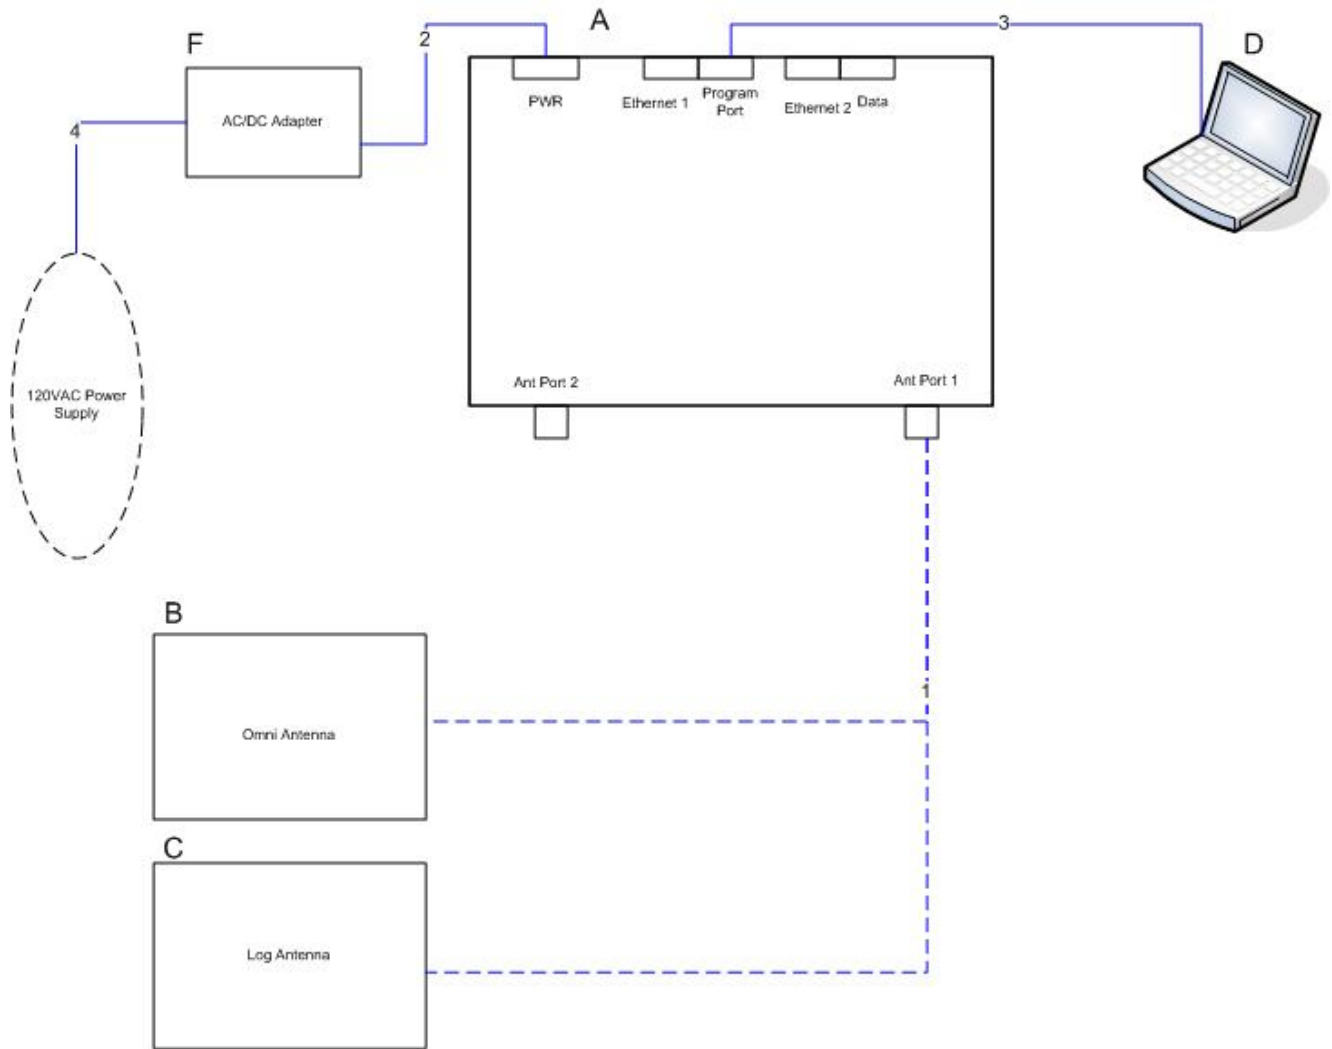 A
3
2
F
D
PWR
Ethernet 1
Program
Port
Ethernet 2
Data
AC/DC Adapter
4
Ant Port 2
Ant Port 1
120VAC Power
Supply
B
1
Omni Antenna
C
Log Antenna